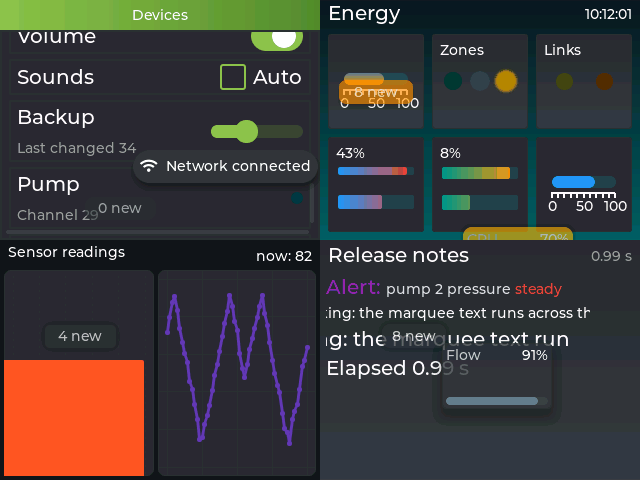 Devices
Volume
Sounds
Auto
Backup
Last changed 34
Network connected
Pump
Channel 29
0 new
Energy
10:12:01
8 new
0 50 100
Zones
Links
43%
8%
0 50 100
CPU 70%
Sensor readings
now: 82
4 new
Release notes
0.99 s
Alert: pump 2 pressure steady
ing: the marquee text runs across th
g: the marquee text run
8 new
Flow
91%
Elapsed 0.99 s